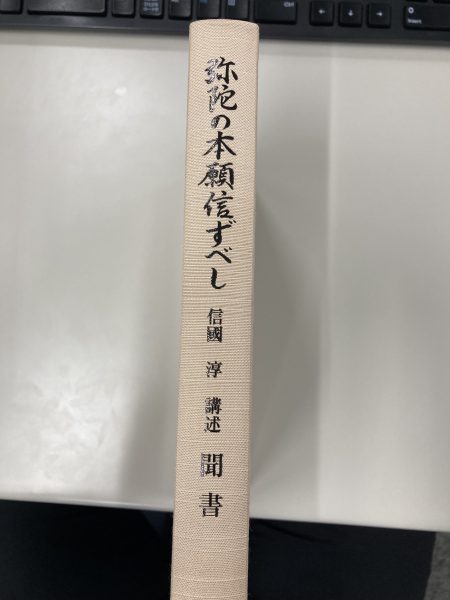 弥陀の本願信ずべし
信國 淳 講述 聞書